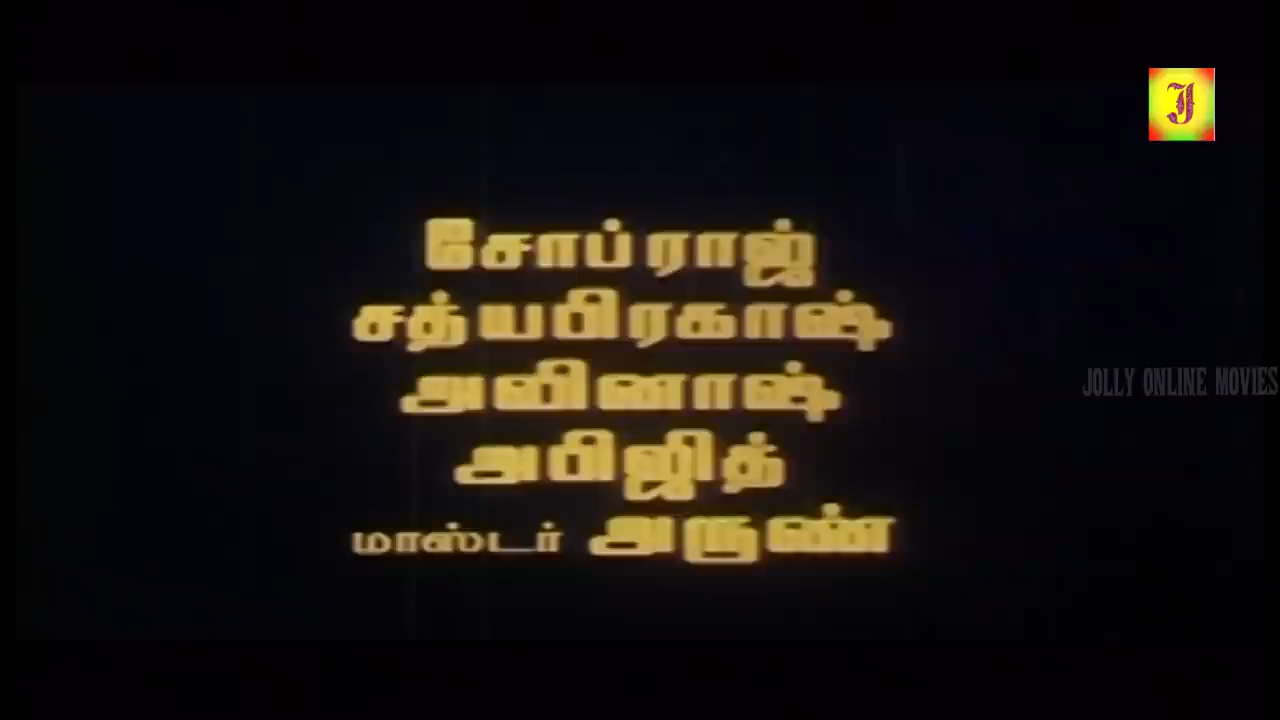 J
சோப்ராஜ்
சத்யபிரகாஷ்
அவினாஷ்
JOLLY ONLINE MOVIES
அபிஜித்
மாஸ்டர் அருண்